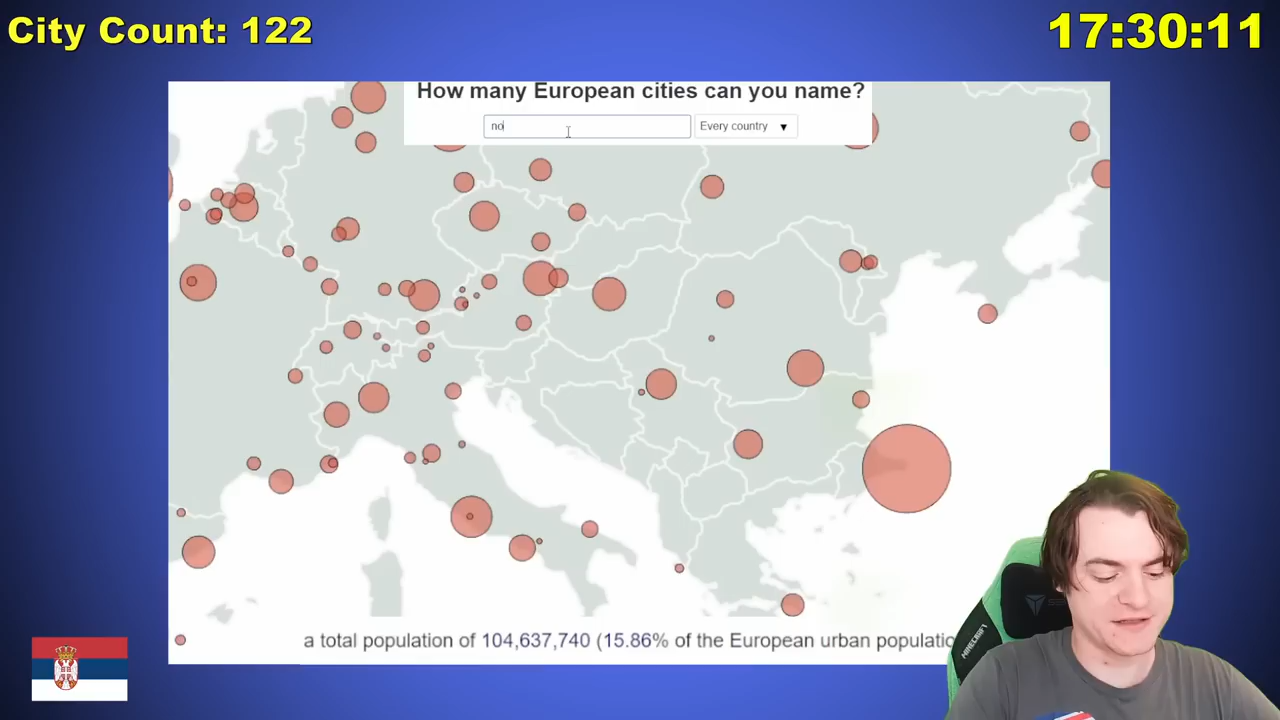 City Count: 122
17:30:11
How many European cities can you name?
no
Every country ▼
a total population of 104,637,740 (15.86% of the European urban populatio
MINECRAFT